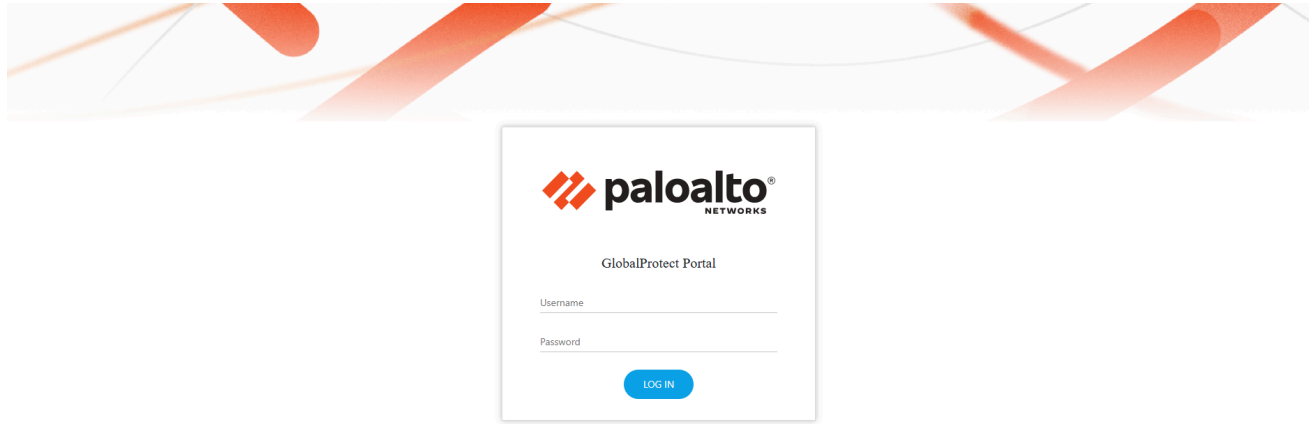 paloalto®
NETWORKS
GlobalProtect Portal
Username
Password
LOG IN